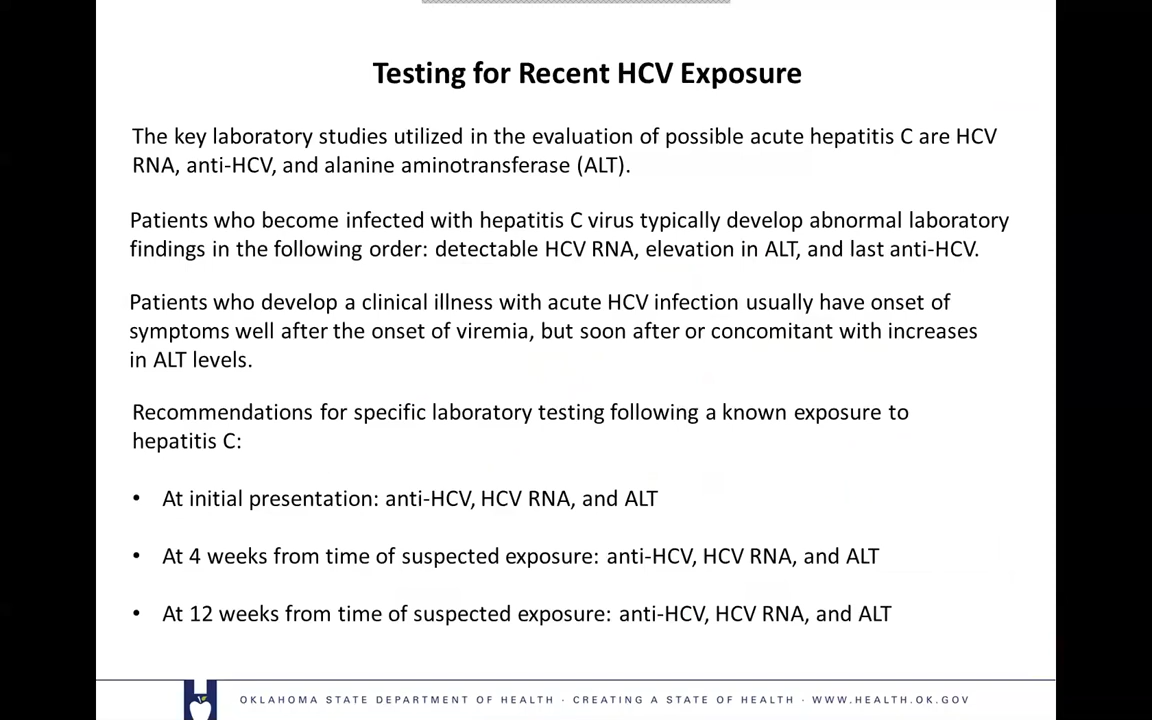 Testing for Recent HCV Exposure
The key laboratory studies utilized in the evaluation of possible acute hepatitis C are HCV
RNA, anti-HCV, and alanine aminotransferase (ALT).
Patients who become infected with hepatitis C virus typically develop abnormal laboratory
findings in the following order: detectable HCV RNA, elevation in ALT, and last anti-HCV.
Patients who develop a clinical illness with acute HCV infection usually have onset of
symptoms well after the onset of viremia, but soon after or concomitant with increases
in ALT levels.
Recommendations for specific laboratory testing following a known exposure to
hepatitis C:
• At initial presentation: anti-HCV, HCV RNA, and ALT
• At 4 weeks from time of suspected exposure: anti-HCV, HCV RNA, and ALT
• At 12 weeks from time of suspected exposure: anti-HCV, HCV RNA, and ALT
OKLAHOMA STATE DEPARTMENT OF HEALTH · CREATING A STATE OF HEALTH · WWW.HEALTH.OK.GOV